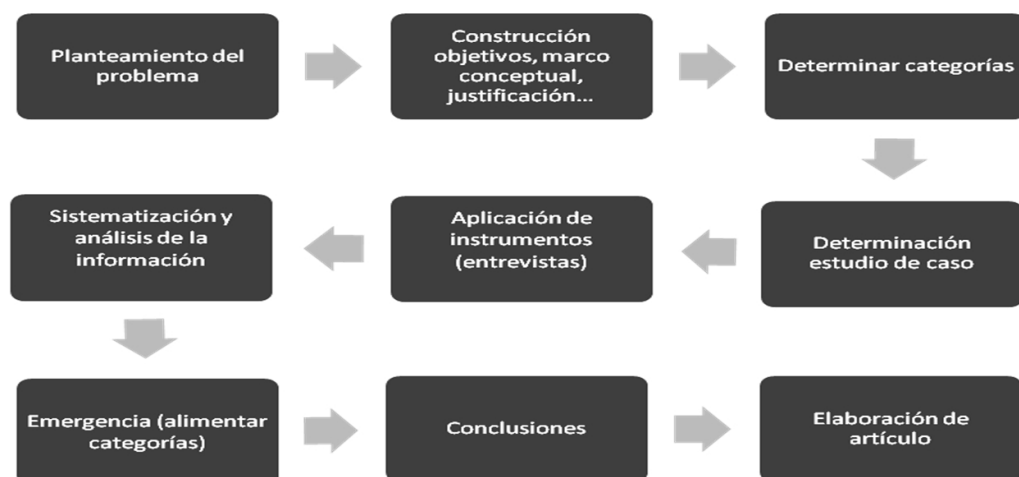 Planteamiento del
problema
Construcción
objetivos, marco
conceptual,
justificación...
Determinar categorías
Determinación
estudio de caso
Aplicación de
instrumentos
(entrevistas)
Sistematización y
análisis de la
información
Emergencia (alimentar
categorías)
Conclusiones
Elaboración de
artículo